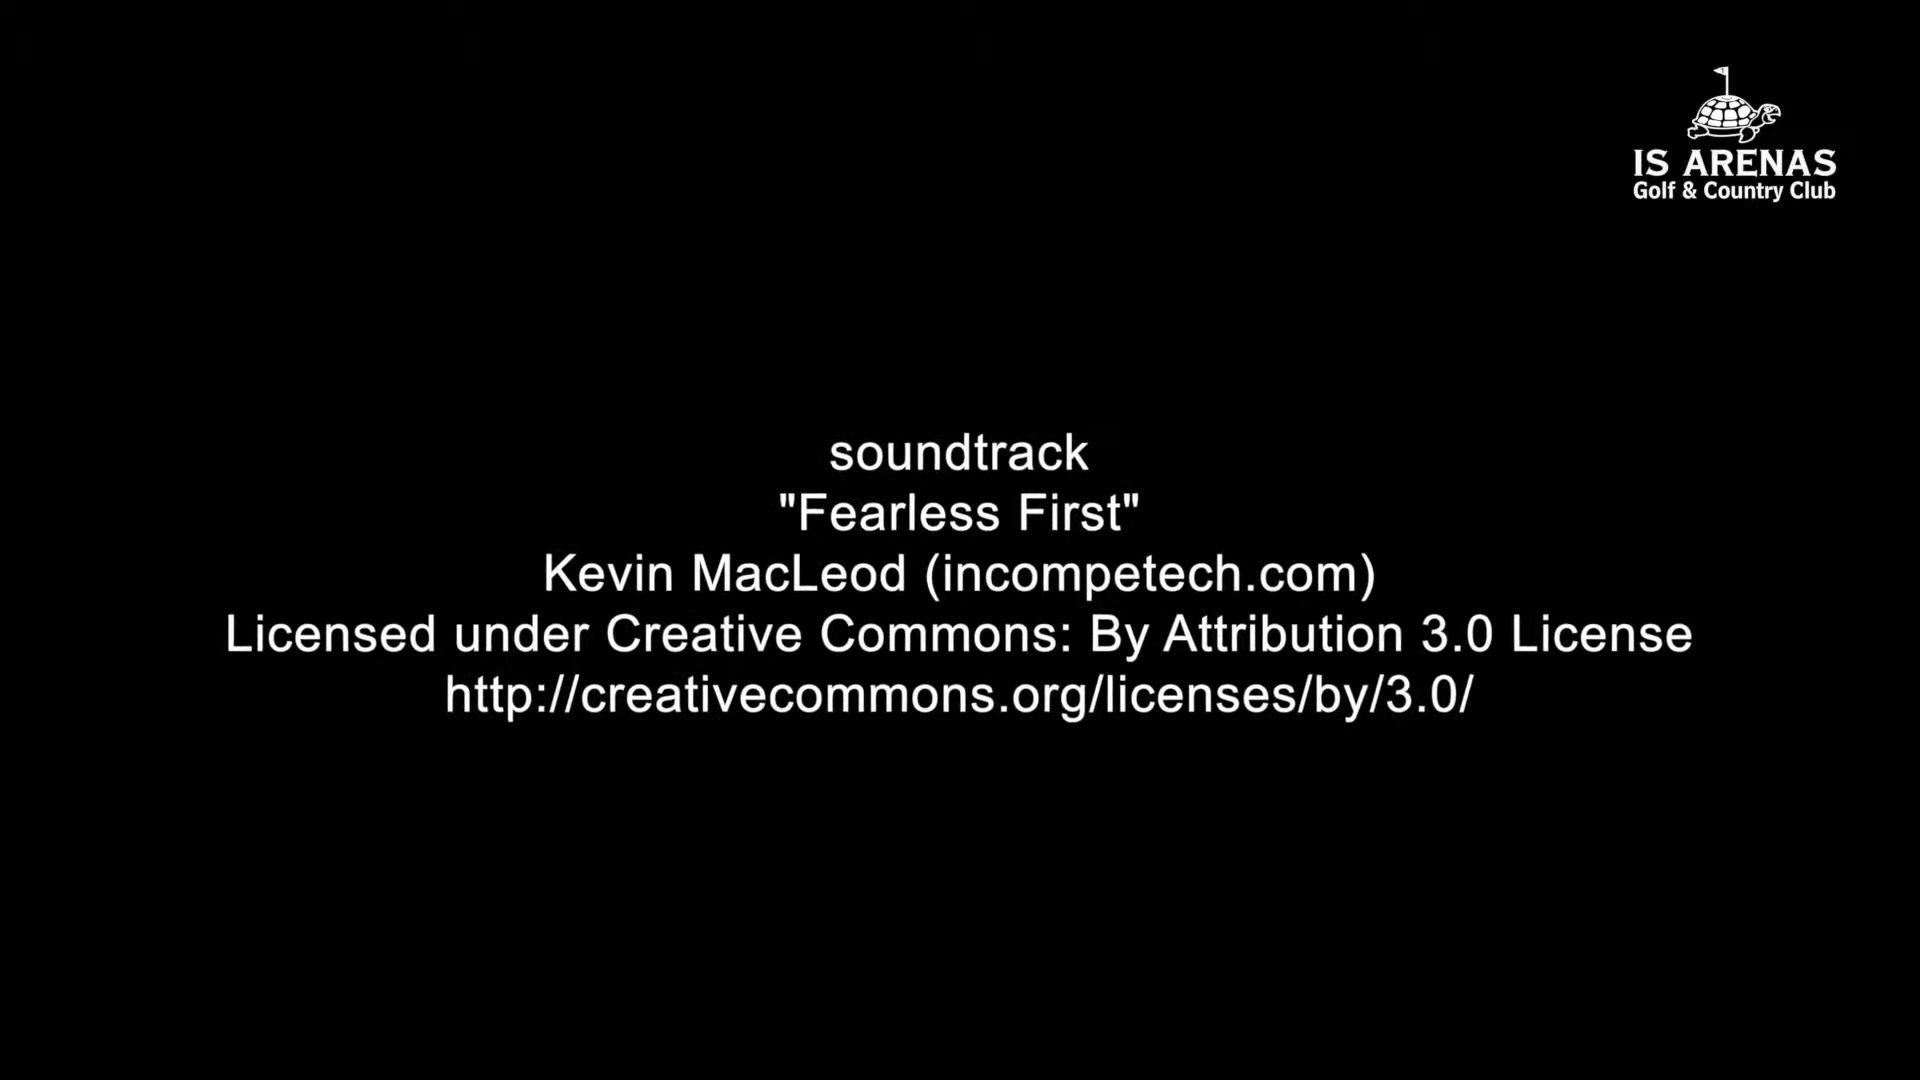 IS ARENAS
Golf & Country Club
soundtrack
"Fearless First"
Kevin MacLeod (incompetech.com)
Licensed under Creative Commons: By Attribution 3.0 License
http://creativecommons.org/licenses/by/3.0/